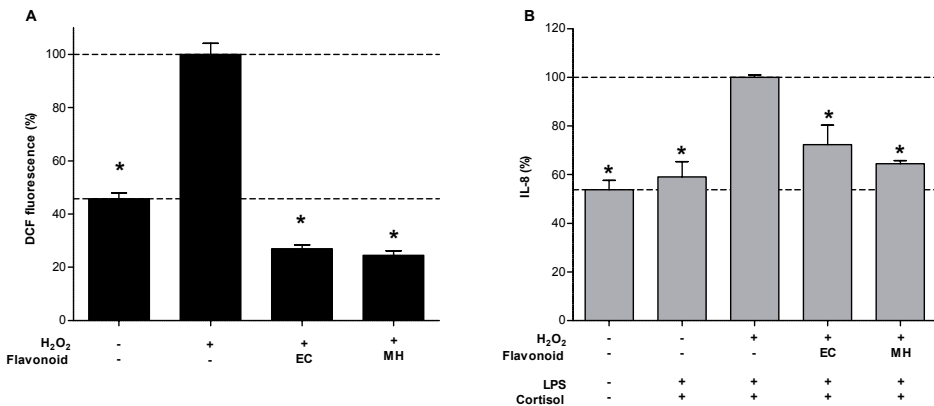 A
DCF fluorescence (%)
100
80
60
40
20
0
*
*
*
H₂O₂ - + + +
Flavonoid - - EC MH
B
IL-8 (%)
120
100
80
60
40
20
0
*
*
*
*
H₂O₂ - - + + +
Flavonoid - - - EC MH
LPS - + + + +
Cortisol - + + + +